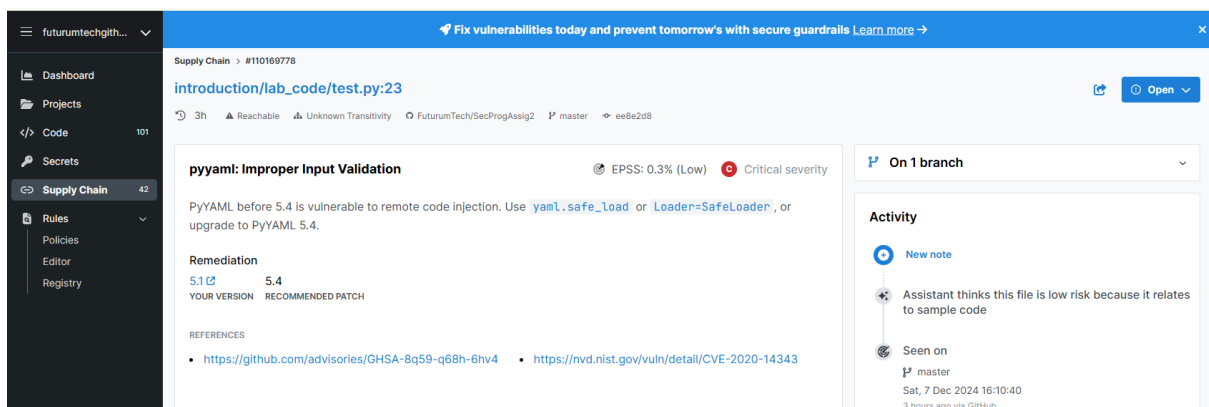 futurumtechgith...
Fix vulnerabilities today and prevent tomorrow's with secure guardrails Learn more →
Dashboard
Projects
Code 101
Secrets
Supply Chain 42
Rules
Policies
Editor
Registry
Supply Chain > #110169778
introduction/lab_code/test.py:23
Open
3h Reachable Unknown Transitivity FuturumTech/SecProgAssig2 master ee8e2d8
pyyaml: Improper Input Validation
EPSS: 0.3% (Low) C Critical severity
PyYAML before 5.4 is vulnerable to remote code injection. Use yaml.safe_load or Loader=SafeLoader, or
upgrade to PyYAML 5.4.
Remediation
5.1 5.4
YOUR VERSION RECOMMENDED PATCH
REFERENCES
• https://github.com/advisories/GHSA-8q59-q68h-6hv4 • https://nvd.nist.gov/vuln/detail/CVE-2020-14343
On 1 branch
Activity
New note
Assistant thinks this file is low risk because it relates
to sample code
Seen on
master
Sat, 7 Dec 2024 16:10:40
3 hours ago via GitHub